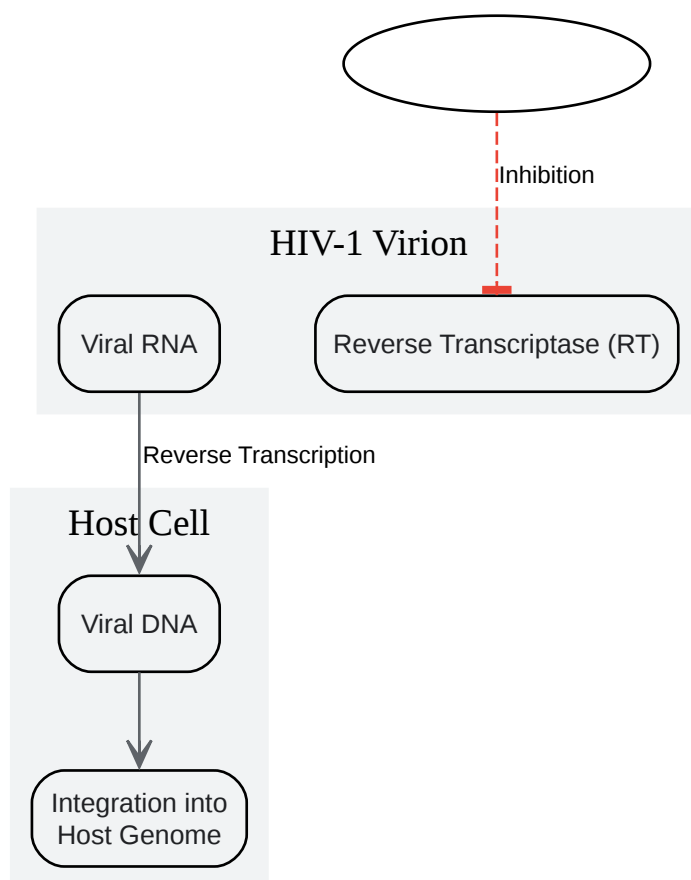 Inhibition
HIV-1 Virion
Viral RNA
Reverse Transcriptase (RT)
Reverse Transcription
Host Cell
Viral DNA
Integration into
Host Genome